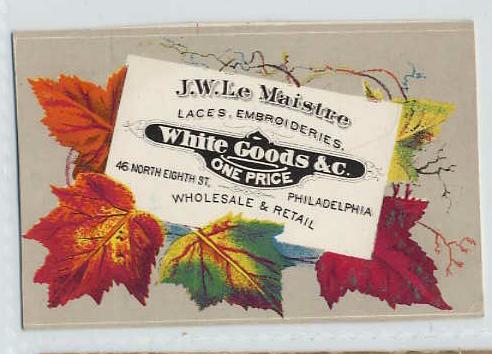 J.W.Le Maistre
LACES, EMBROIDERIES,
White Goods &C.
ONE PRICE
46 NORTH EIGHTH ST, PHILADELPHIA
WHOLESALE & RETAIL